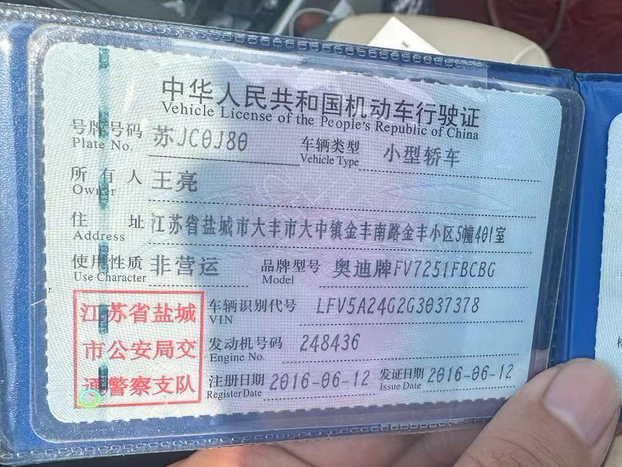 中华人民共和国机动车行驶证
Vehicle License of the People's Republic of China
号牌号码 苏JC0J80 车辆类型 小型轿车
Plate No. Vehicle Type
所有人 王亮
Owner
住址 江苏省盐城市大丰市大中镇金丰南路金丰小区5幢401室
Address
使用性质 非营运 品牌型号 奥迪牌FV7251FBCBG
Use Character Model
江苏省盐城
市公安局交
通警察支队
车辆识别代号 LFV5A24G2G3037378
VIN
发动机号码 248436
Engine No.
注册日期 2016-06-12 发证日期 2016-06-12
Register Date Issue Date